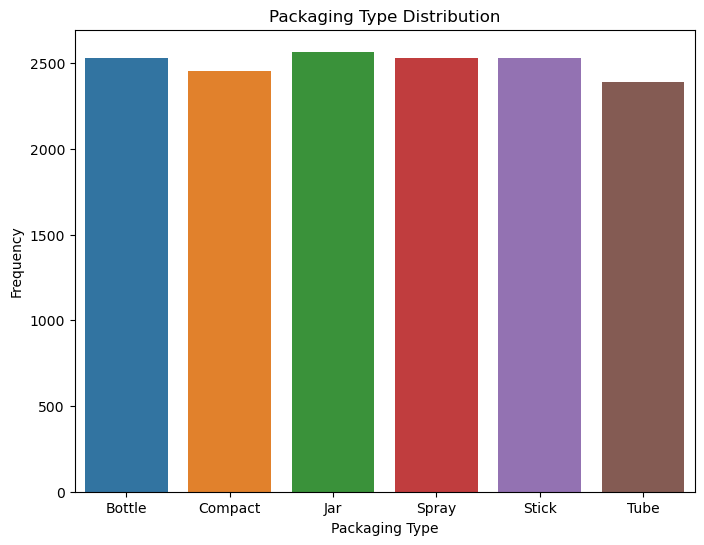 Packaging Type Distribution
Frequency
2500
2000
1500
1000
500
0
Bottle Compact Jar Spray Stick Tube
Packaging Type